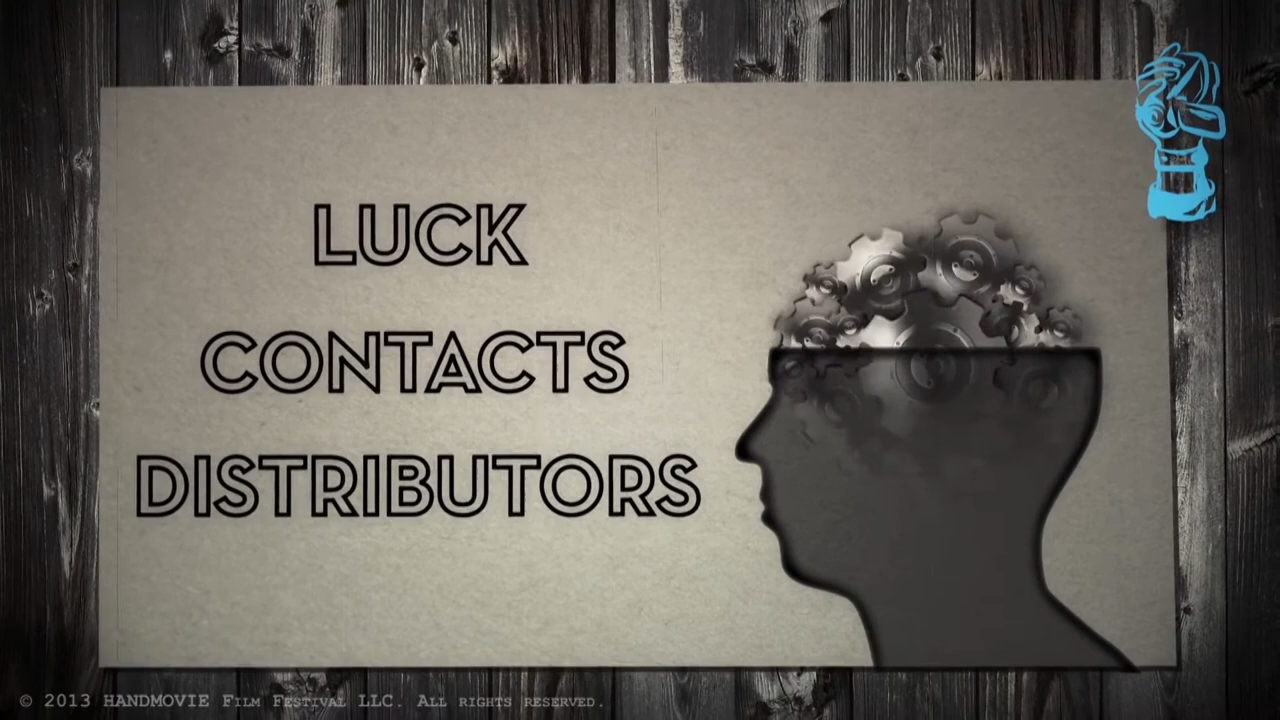 LUCK
CONTACTS
DISTRIBUTORS
© 2013 HANDMOVIE Film Festival LLC. All rights reserved.